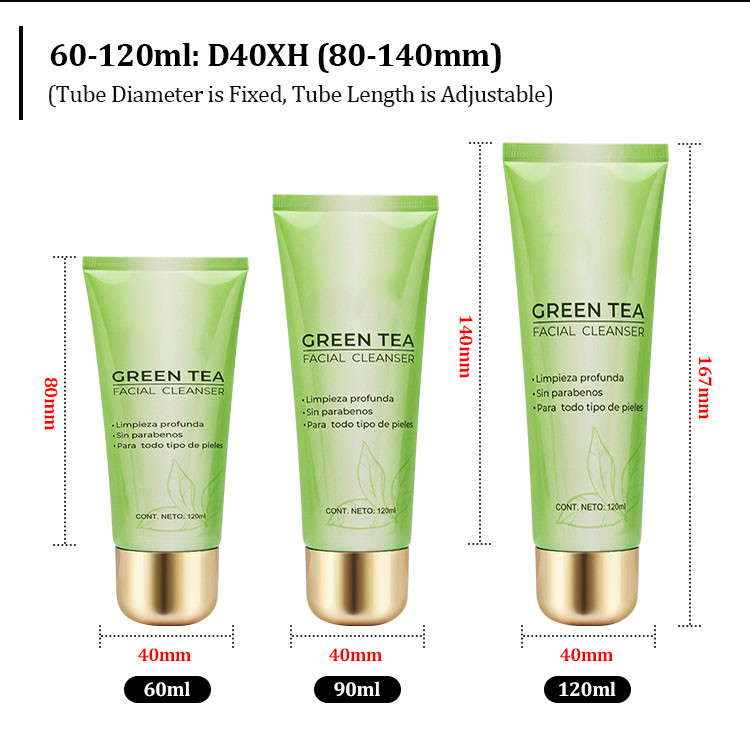 60-120ml: D40XH (80-140mm)
(Tube Diameter is Fixed, Tube Length is Adjustable)
80mm
GREEN TEA
FACIAL CLEANSER
• Limpieza profunda
• Sin parabenos
• Para todo tipo de pieles
CONT. NETO: 120ml
40mm
60ml
GREEN TEA
FACIAL CLEANSER
• Limpieza profunda
• Sin parabenos
• Para todo tipo de pieles
CONT. NETO: 120ml
40mm
90ml
140mm
GREEN TEA
FACIAL CLEANSER
• Limpieza profunda
• Sin parabenos
• Para todo tipo de pieles
CONT. NETO: 120ml
167mm
40mm
120ml